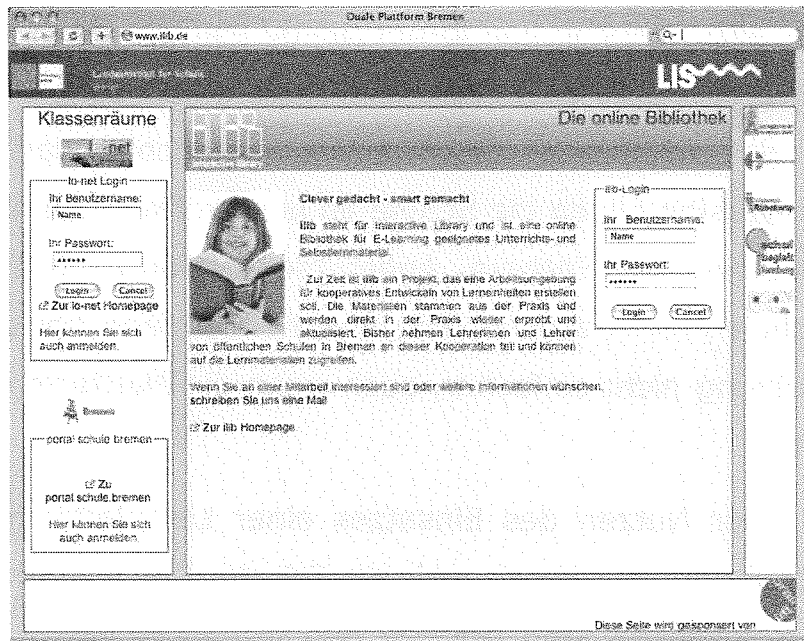 Duale Plattform Bremen
www.ilib.de
Q-
Landesinstitut für Schule
LIS
Klassenräume
lo-net
lo-net Login
Ihr Benutzername:
Name
Ihr Passwort:
••••••
Login Cancel
Zur lo-net Homepage
Hier können Sie sich
auch anmelden.
Bremen
portal schule bremen
Zu
portal.schule.bremen
Hier können Sie sich
auch anmelden.
Die online Bibliothek
Clever gedacht - smart gemacht
ilib steht für interactive Library und ist eine online
Bibliothek für E-Learning geeignetes Unterrichts- und
Selbstlernmaterial.
Zur Zeit ist ilib ein Projekt, das eine Arbeitsumgebung
für kooperatives Entwickeln von Lerneinheiten erstellen
soll. Die Materialien stammen aus der Praxis und
werden direkt in der Praxis wieder erprobt und
aktualisiert. Bisher nehmen Lehrerinnen und Lehrer
von öffentlichen Schulen in Bremen an dieser Kooperation teil und können
auf die Lernmaterialien zugreifen.
Wenn Sie an einer Mitarbeit interessiert sind oder weitere Informationen wünschen,
schreiben Sie uns eine Mail
Zur ilib Homepage
ilib-Login
Ihr Benutzername:
Name
Ihr Passwort:
••••••
Login Cancel
Diese Seite wird gesponsert von